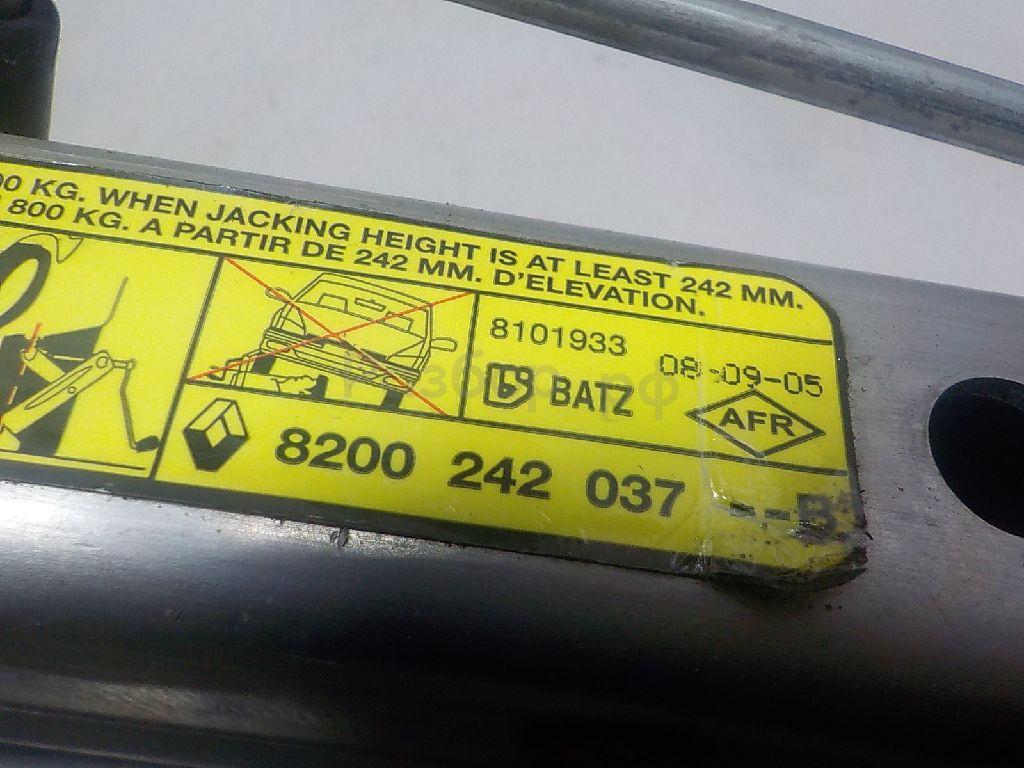 00 KG. WHEN JACKING HEIGHT IS AT LEAST 242 MM.
800 KG. A PARTIR DE 242 MM. D'ELEVATION.
8101933 08-09-05
BATZ AFR
8200 242 037 --B